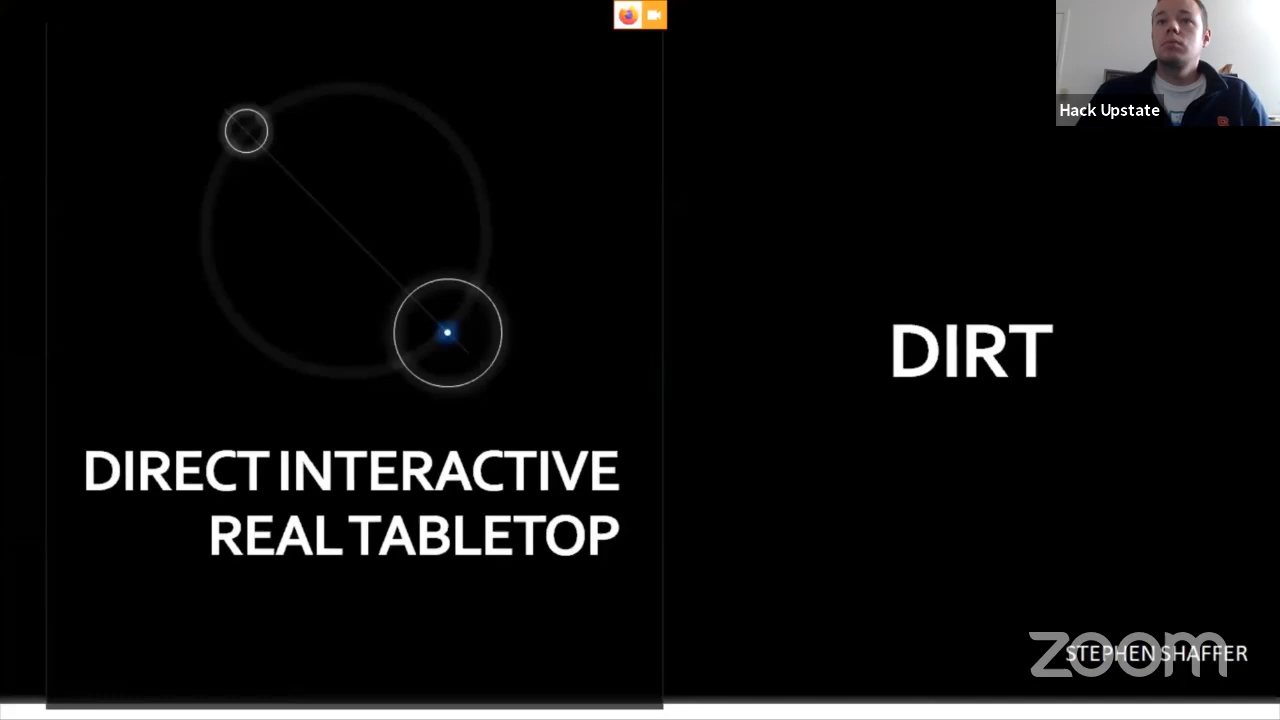 Hack Upstate
DIRT
DIRECT INTERACTIVE
REAL TABLETOP
STEPHEN SHAFFER
zoom